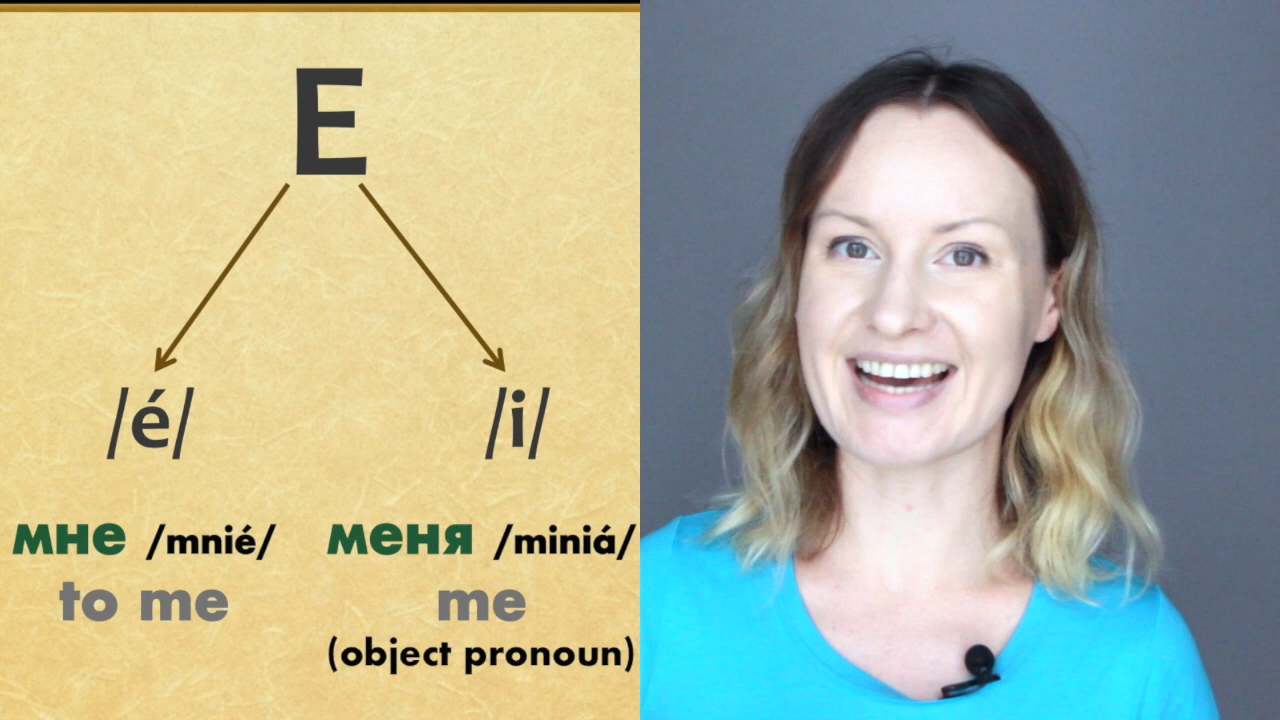 E
/é/ /i/
мне /mnié/ меня /miniá/
to me me
(object pronoun)